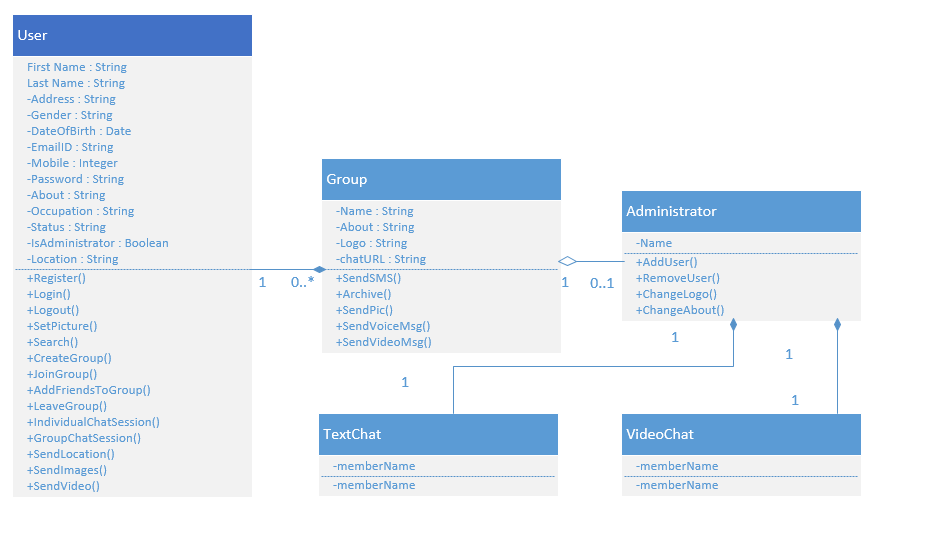 User
First Name : String
Last Name : String
-Address : String
-Gender : String
-DateOfBirth : Date
-EmailID : String
-Mobile : Integer
-Password : String
-About : String
-Occupation : String
-Status : String
-IsAdministrator : Boolean
-Location : String
+Register()
+Login()
+Logout()
+SetPicture()
+Search()
+CreateGroup()
+JoinGroup()
+AddFriendsToGroup()
+LeaveGroup()
+IndividualChatSession()
+GroupChatSession()
+SendLocation()
+SendImages()
+SendVideo()
1
0..*
Group
-Name : String
-About : String
-Logo : String
-chatURL : String
+SendSMS()
+Archive()
+SendPic()
+SendVoiceMsg()
+SendVideoMsg()
1
0..1
Administrator
-Name
+AddUser()
+RemoveUser()
+ChangeLogo()
+ChangeAbout()
1
1
1
1
TextChat
-memberName
-memberName
VideoChat
-memberName
-memberName